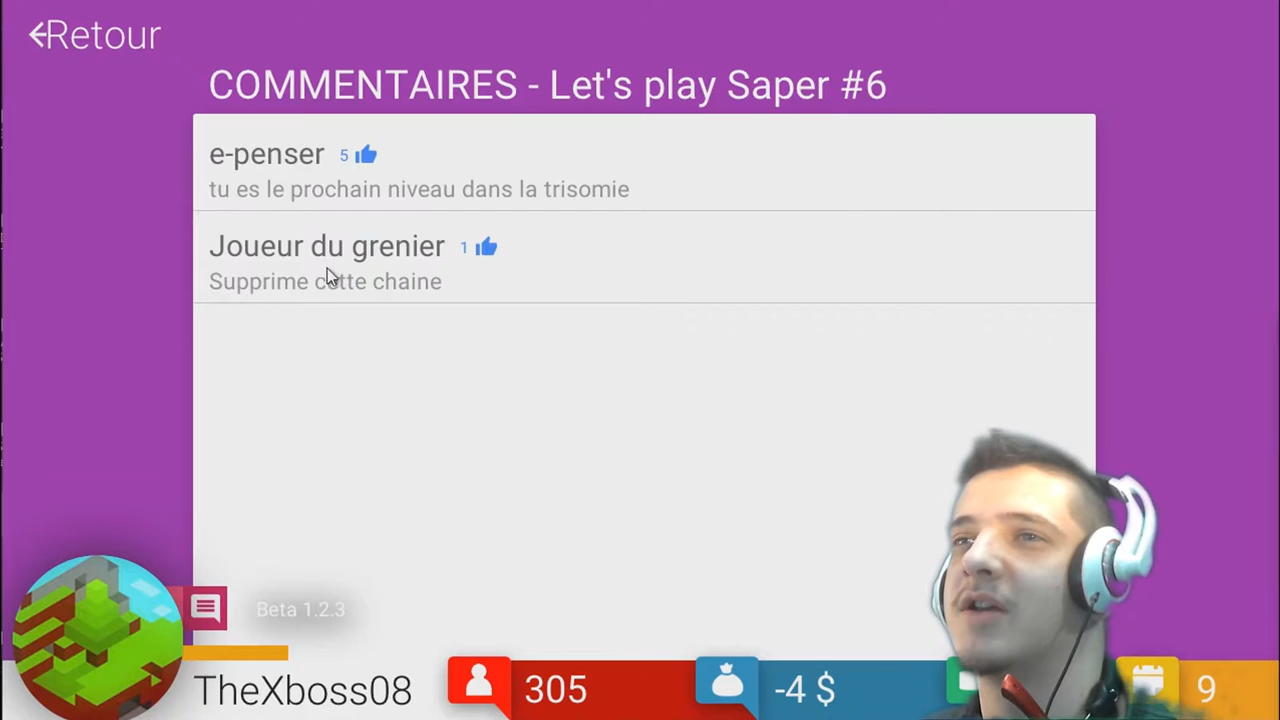 Retour
COMMENTAIRES - Let's play Saper #6
e-penser 5
tu es le prochain niveau dans la trisomie
Joueur du grenier 1
Supprime cette chaine
Beta 1.2.3
TheXboss08 305 -4 $ 9